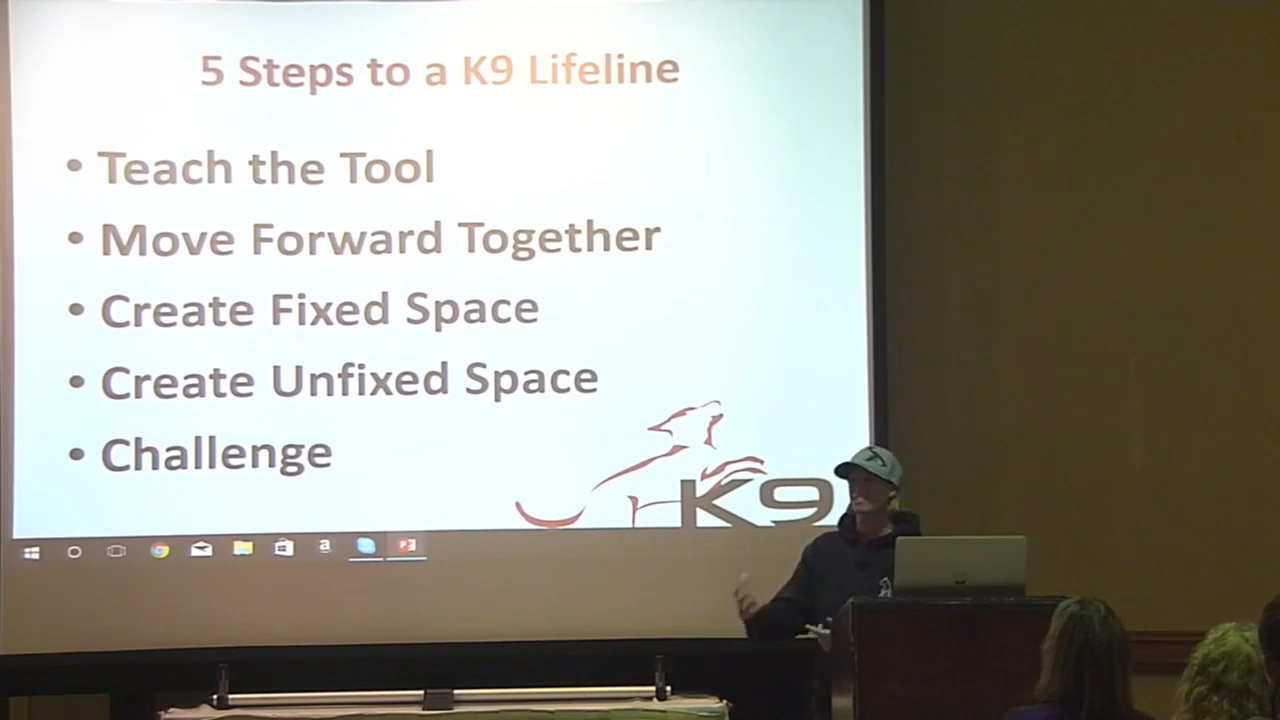 5 Steps to a K9 Lifeline
• Teach the Tool
• Move Forward Together
• Create Fixed Space
• Create Unfixed Space
• Challenge
K9